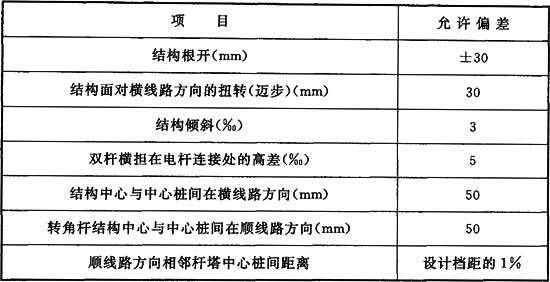 项 目 允许偏差
结构根开(mm) ±30
结构面对横线路方向的扭转(迈步)(mm) 30
结构倾斜(‰) 3
双杆横担在电杆连接处的高差(‰) 5
结构中心与中心桩间在横线路方向(mm) 50
转角杆结构中心与中心桩间在顺线路方向(mm) 50
顺线路方向相邻杆塔中心桩间距离 设计档距的1%